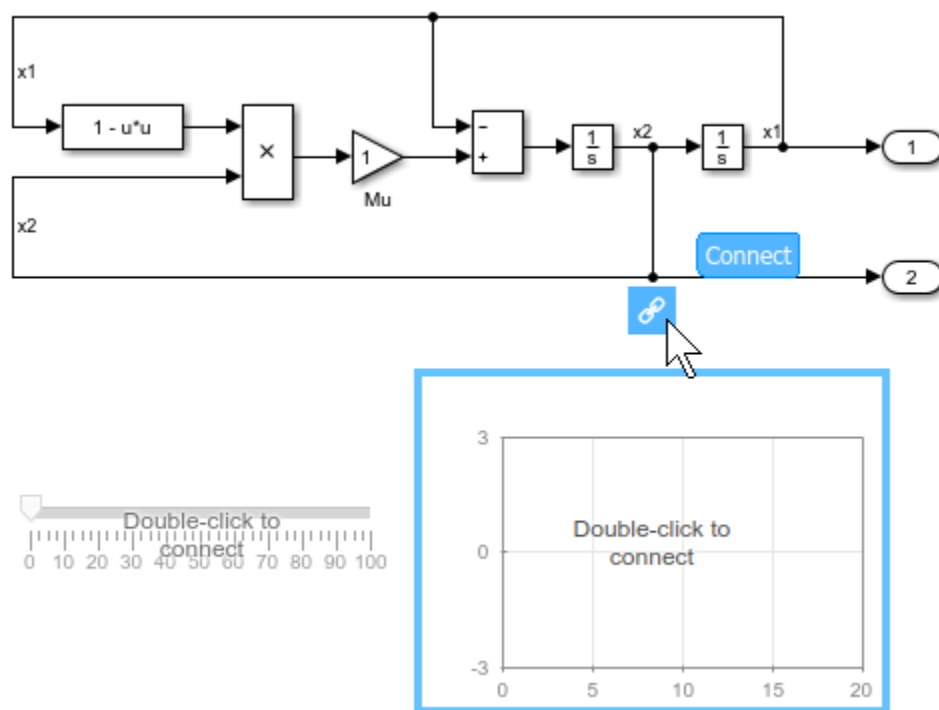 x1
1 - u*u
×
1
Mu
−
+
1
s
x2
1
s
x1
1
x2
Connect
2
Double-click to
connect
0 10 20 30 40 50 60 70 80 90 100
3
Double-click to
connect
0
-3
0 5 10 15 20